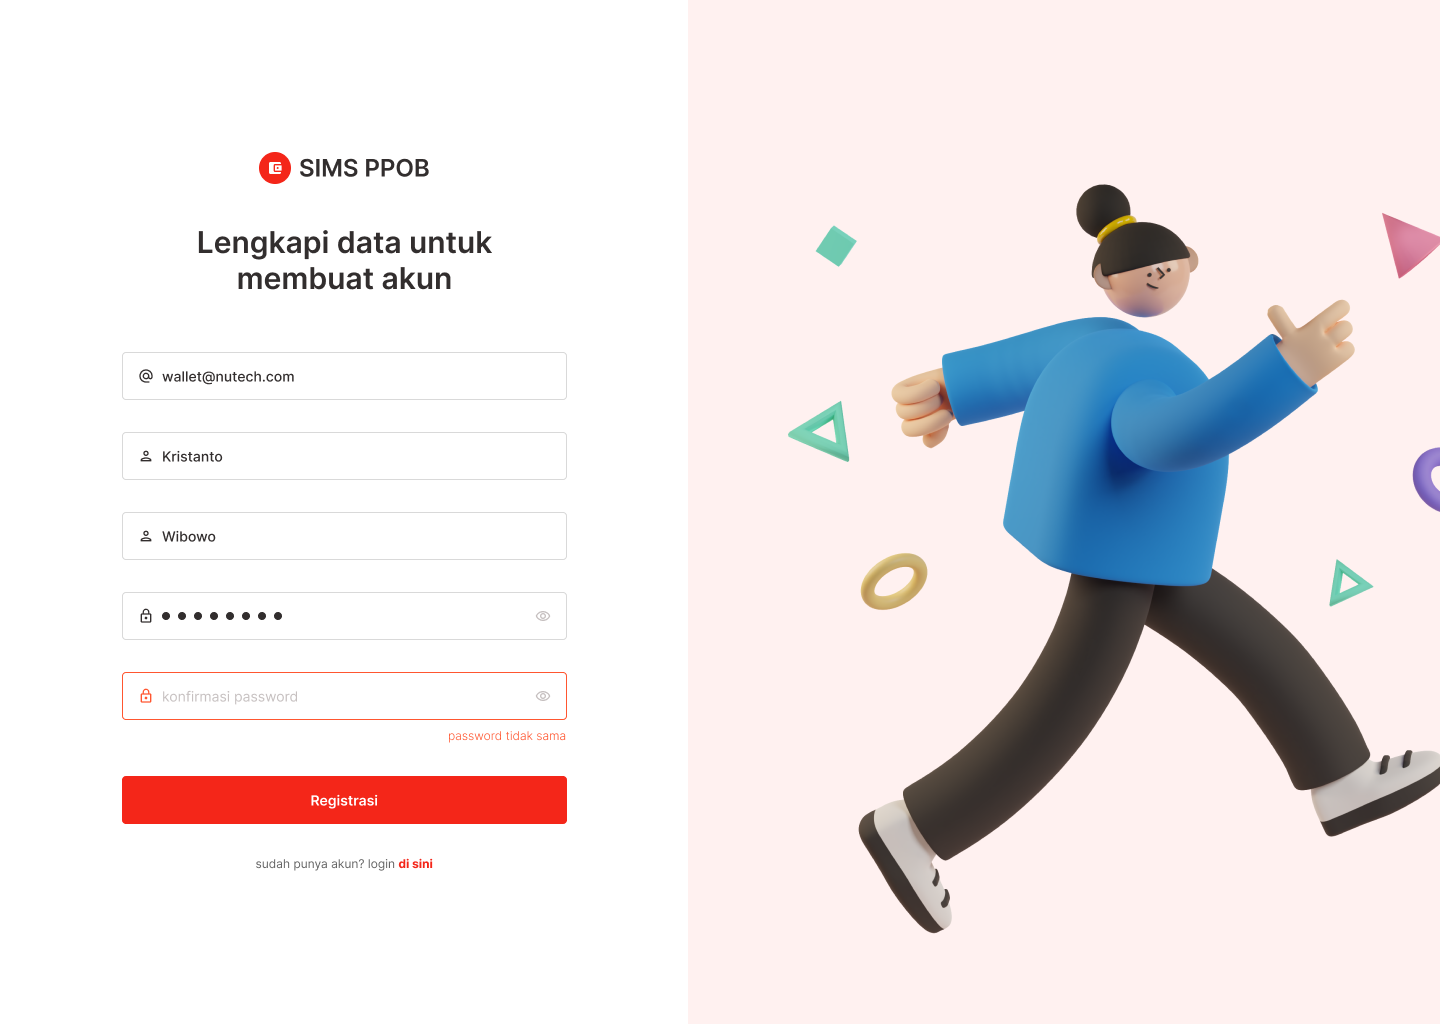 SIMS PPOB
Lengkapi data untuk
membuat akun
wallet@nutech.com
Kristanto
Wibowo
konfirmasi password
password tidak sama
Registrasi
sudah punya akun? login di sini